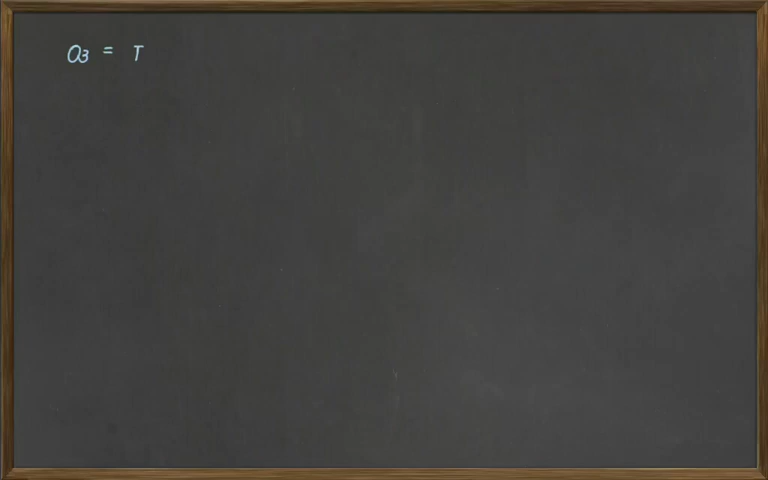 O3 = T